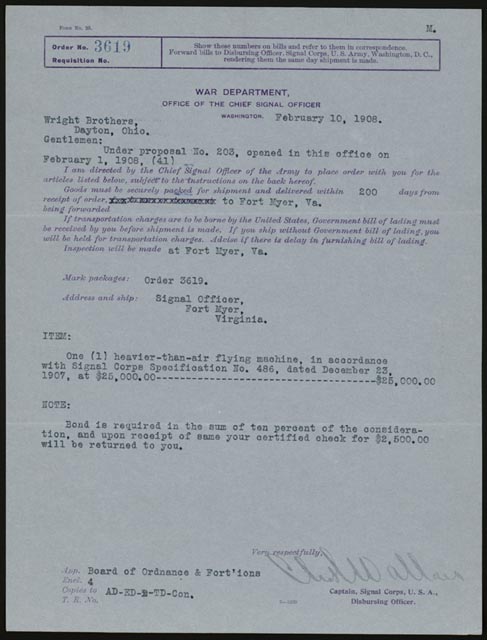 Form No. 26.
M.
Order No. 3619
Requisition No.
Show these numbers on bills and refer to them in correspondence.
Forward bills to Disbursing Officer, Signal Corps, U. S. Army, Washington, D. C.,
rendering them the same day shipment is made.
WAR DEPARTMENT,
OFFICE OF THE CHIEF SIGNAL OFFICER
WASHINGTON. February 10, 1908.
Wright Brothers,
Dayton, Ohio.
Gentlemen:
Under proposal No. 203, opened in this office on
February 1, 1908, (41)
I am directed by the Chief Signal Officer of the Army to place order with you for the
articles listed below, subject to the instructions on the back hereof.
Goods must be securely packed for shipment and delivered within 200 days from
receipt of order, to Fort Myer, Va.
being forwarded
If transportation charges are to be borne by the United States, Government bill of lading must
be received by you before shipment is made. If you ship without Government bill of lading, you
will be held for transportation charges. Advise if there is delay in furnishing bill of lading.
Inspection will be made at Fort Myer, Va.
Mark packages: Order 3619.
Address and ship: Signal Officer,
Fort Myer,
Virginia.
ITEM:
One (1) heavier-than-air flying machine, in accordance
with Signal Corps Specification No. 486, dated December 23,
1907, at $25,000.00--------------------------------$25,000.00
NOTE:
Bond is required in the sum of ten percent of the considera-
tion, and upon receipt of same your certified check for $2,500.00
will be returned to you.
Very respectfully,
App. Board of Ordnance & Fort'ions
Encl. 4
Copies to AD-ED-B-TD-Con.
T. R. No.
Captain, Signal Corps, U. S. A.,
Disbursing Officer.